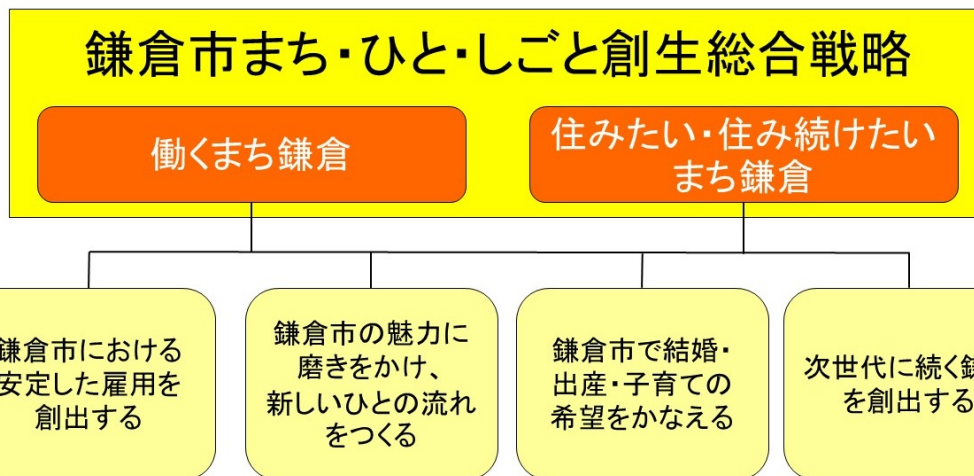 鎌倉市まち・ひと・しごと創生総合戦略
働くまち鎌倉
住みたい・住み続けたい
まち鎌倉
鎌倉市における
安定した雇用を
創出する
鎌倉市の魅力に
磨きをかけ、
新しいひとの流れ
をつくる
鎌倉市で結婚・
出産・子育ての
希望をかなえる
次世代に続く
を創出する